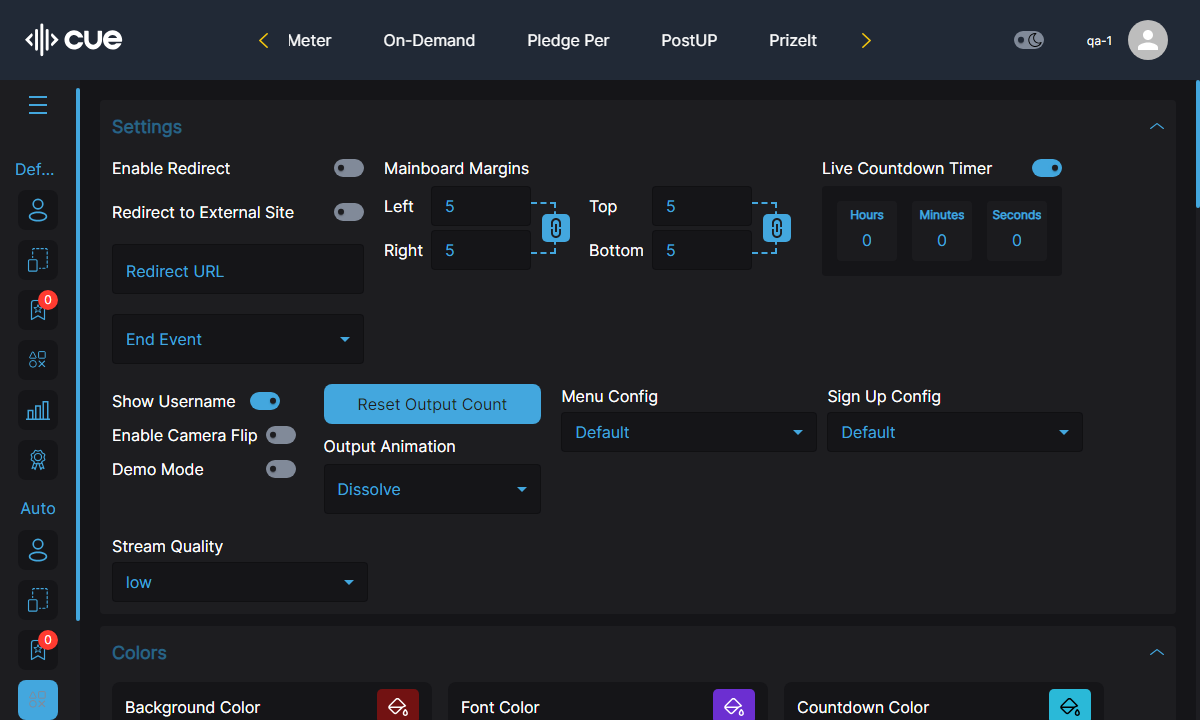 cue
Meter
On-Demand
Pledge Per
PostUP
PrizeIt
qa-1
Def...
0
Auto
0
Settings
Enable Redirect
Redirect to External Site
Redirect URL
End Event
Mainboard Margins
Left
5
Right
5
Top
5
Bottom
5
Live Countdown Timer
Hours
Minutes
Seconds
0
0
0
Show Username
Enable Camera Flip
Demo Mode
Reset Output Count
Output Animation
Dissolve
Menu Config
Default
Sign Up Config
Default
Stream Quality
low
Colors
Background Color
Font Color
Countdown Color